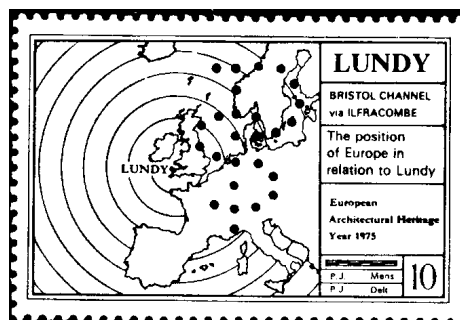 LUNDY
LUNDY
BRISTOL CHANNEL
via ILFRACOMBE
The position
of Europe in
relation to Lundy
European
Architectural Heritage
Year 1975
P.J. Mens
P.J. Delt
10